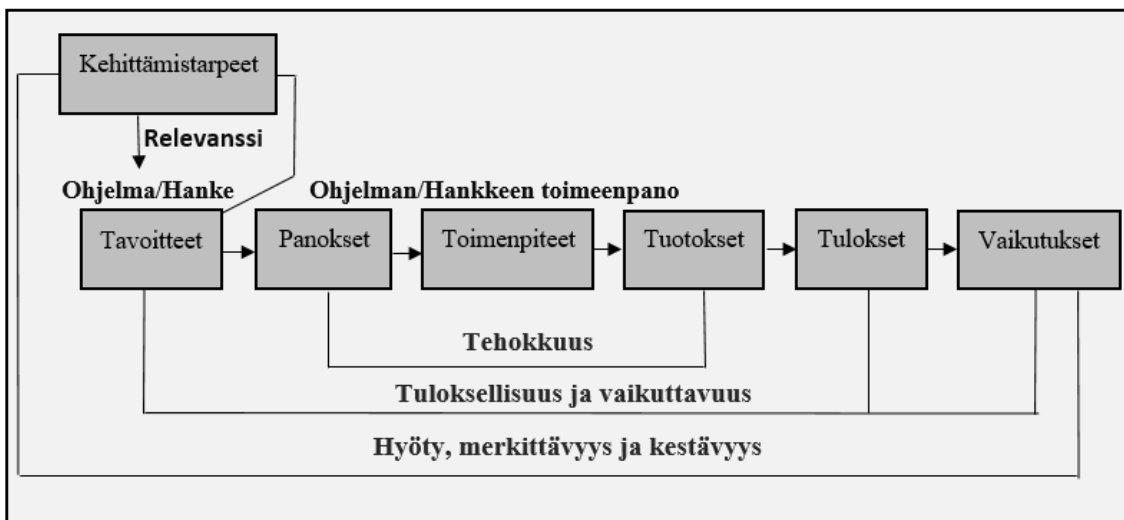 Kehittämistarpeet
Relevanssi
Ohjelma/Hanke
Ohjelman/Hankkeen toimeenpano
Tavoitteet
Panokset
Toimenpiteet
Tuotokset
Tulokset
Vaikutukset
Tehokkuus
Tuloksellisuus ja vaikuttavuus
Hyöty, merkittävyys ja kestävyys